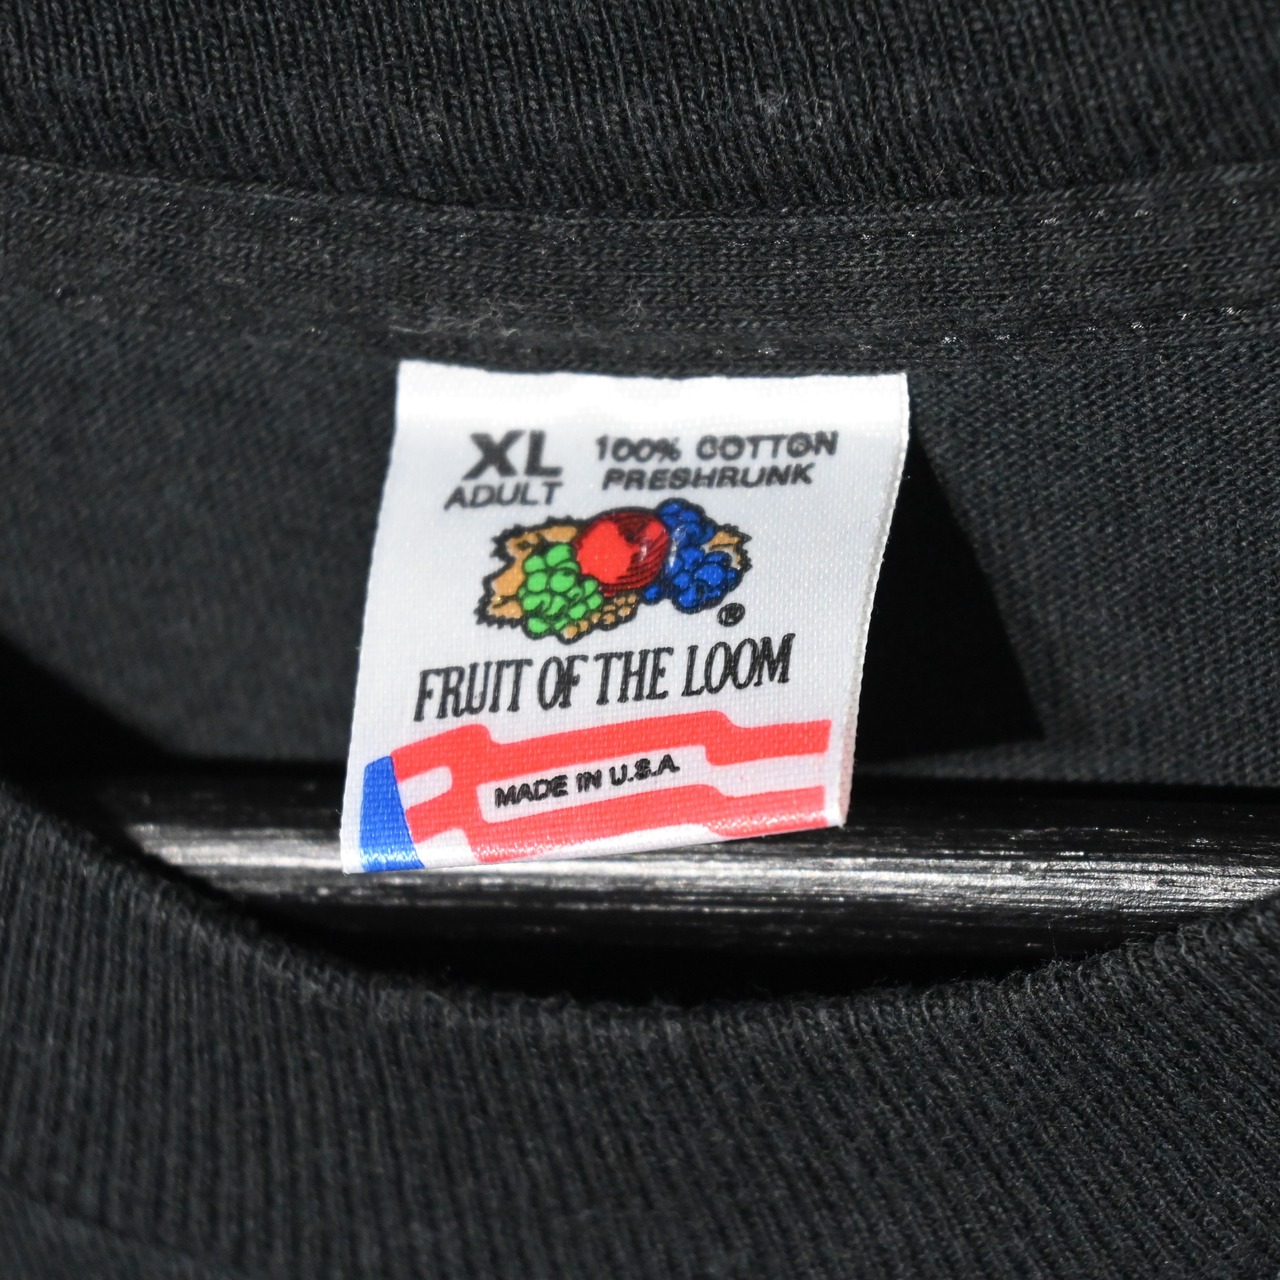 XL 100% COTTON
ADULT PRESHRUNK
®
FRUIT OF THE LOOM
MADE IN U.S.A.